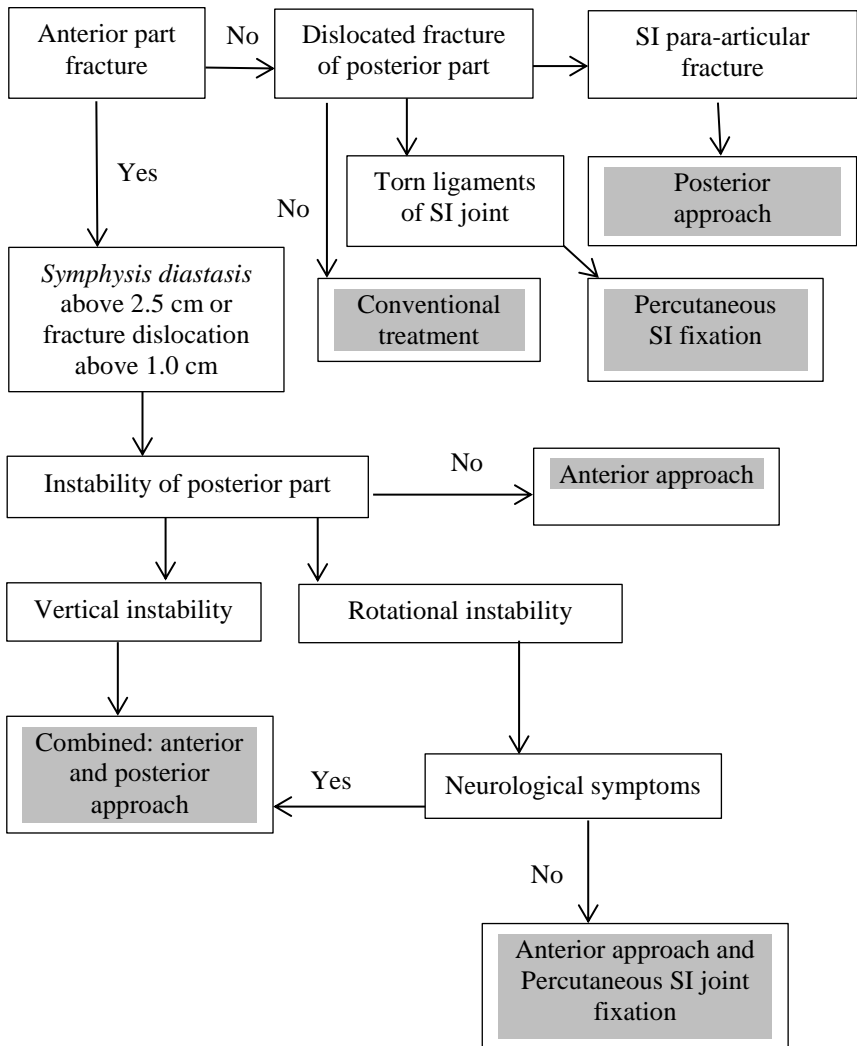 Anterior part
fracture
No
Dislocated fracture
of posterior part
SI para-articular
fracture
Yes
No
Torn ligaments
of SI joint
Posterior
approach
Symphysis diastasis
above 2.5 cm or
fracture dislocation
above 1.0 cm
Conventional
treatment
Percutaneous
SI fixation
Instability of posterior part
No
Anterior approach
Vertical instability
Rotational instability
Combined: anterior
and posterior
approach
Yes
Neurological symptoms
No
Anterior approach and
Percutaneous SI joint
fixation